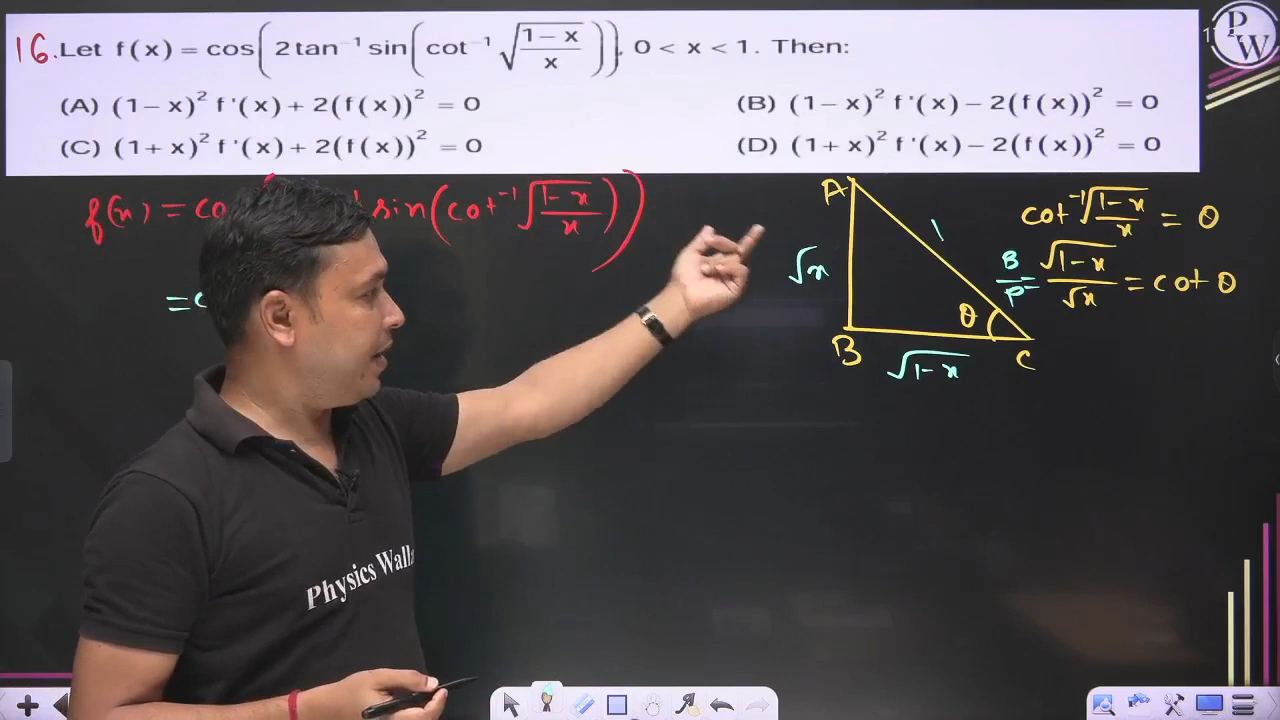 16. Let f(x) = cos(2tan⁻¹ sin(cot⁻¹ √((1−x)/x))), 0 < x < 1. Then:
(A) (1−x)² f'(x) + 2(f(x))² = 0
(B) (1−x)² f'(x) − 2(f(x))² = 0
(C) (1+x)² f'(x) + 2(f(x))² = 0
(D) (1+x)² f'(x) − 2(f(x))² = 0
PW
f(x) = co
sin(cot⁻¹ √((1−x)/x)))
= c
A
√x
1
θ
B
√1−x
C
cot⁻¹ √((1−x)/x) = θ
B/P = √1−x/√x = cot θ
Physics Walla